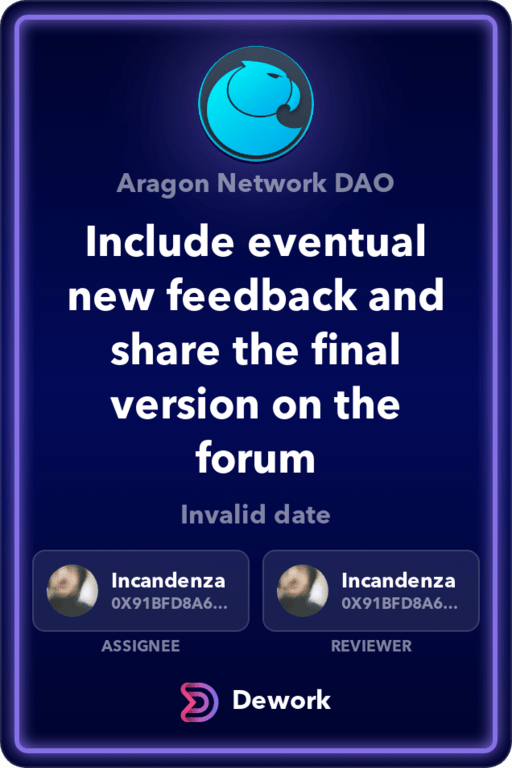 Aragon Network DAO
Include eventual
new feedback and
share the final
version on the
forum
Invalid date
Incandenza
0X91BFD8A6...
ASSIGNEE
Incandenza
0X91BFD8A6...
REVIEWER
Dework